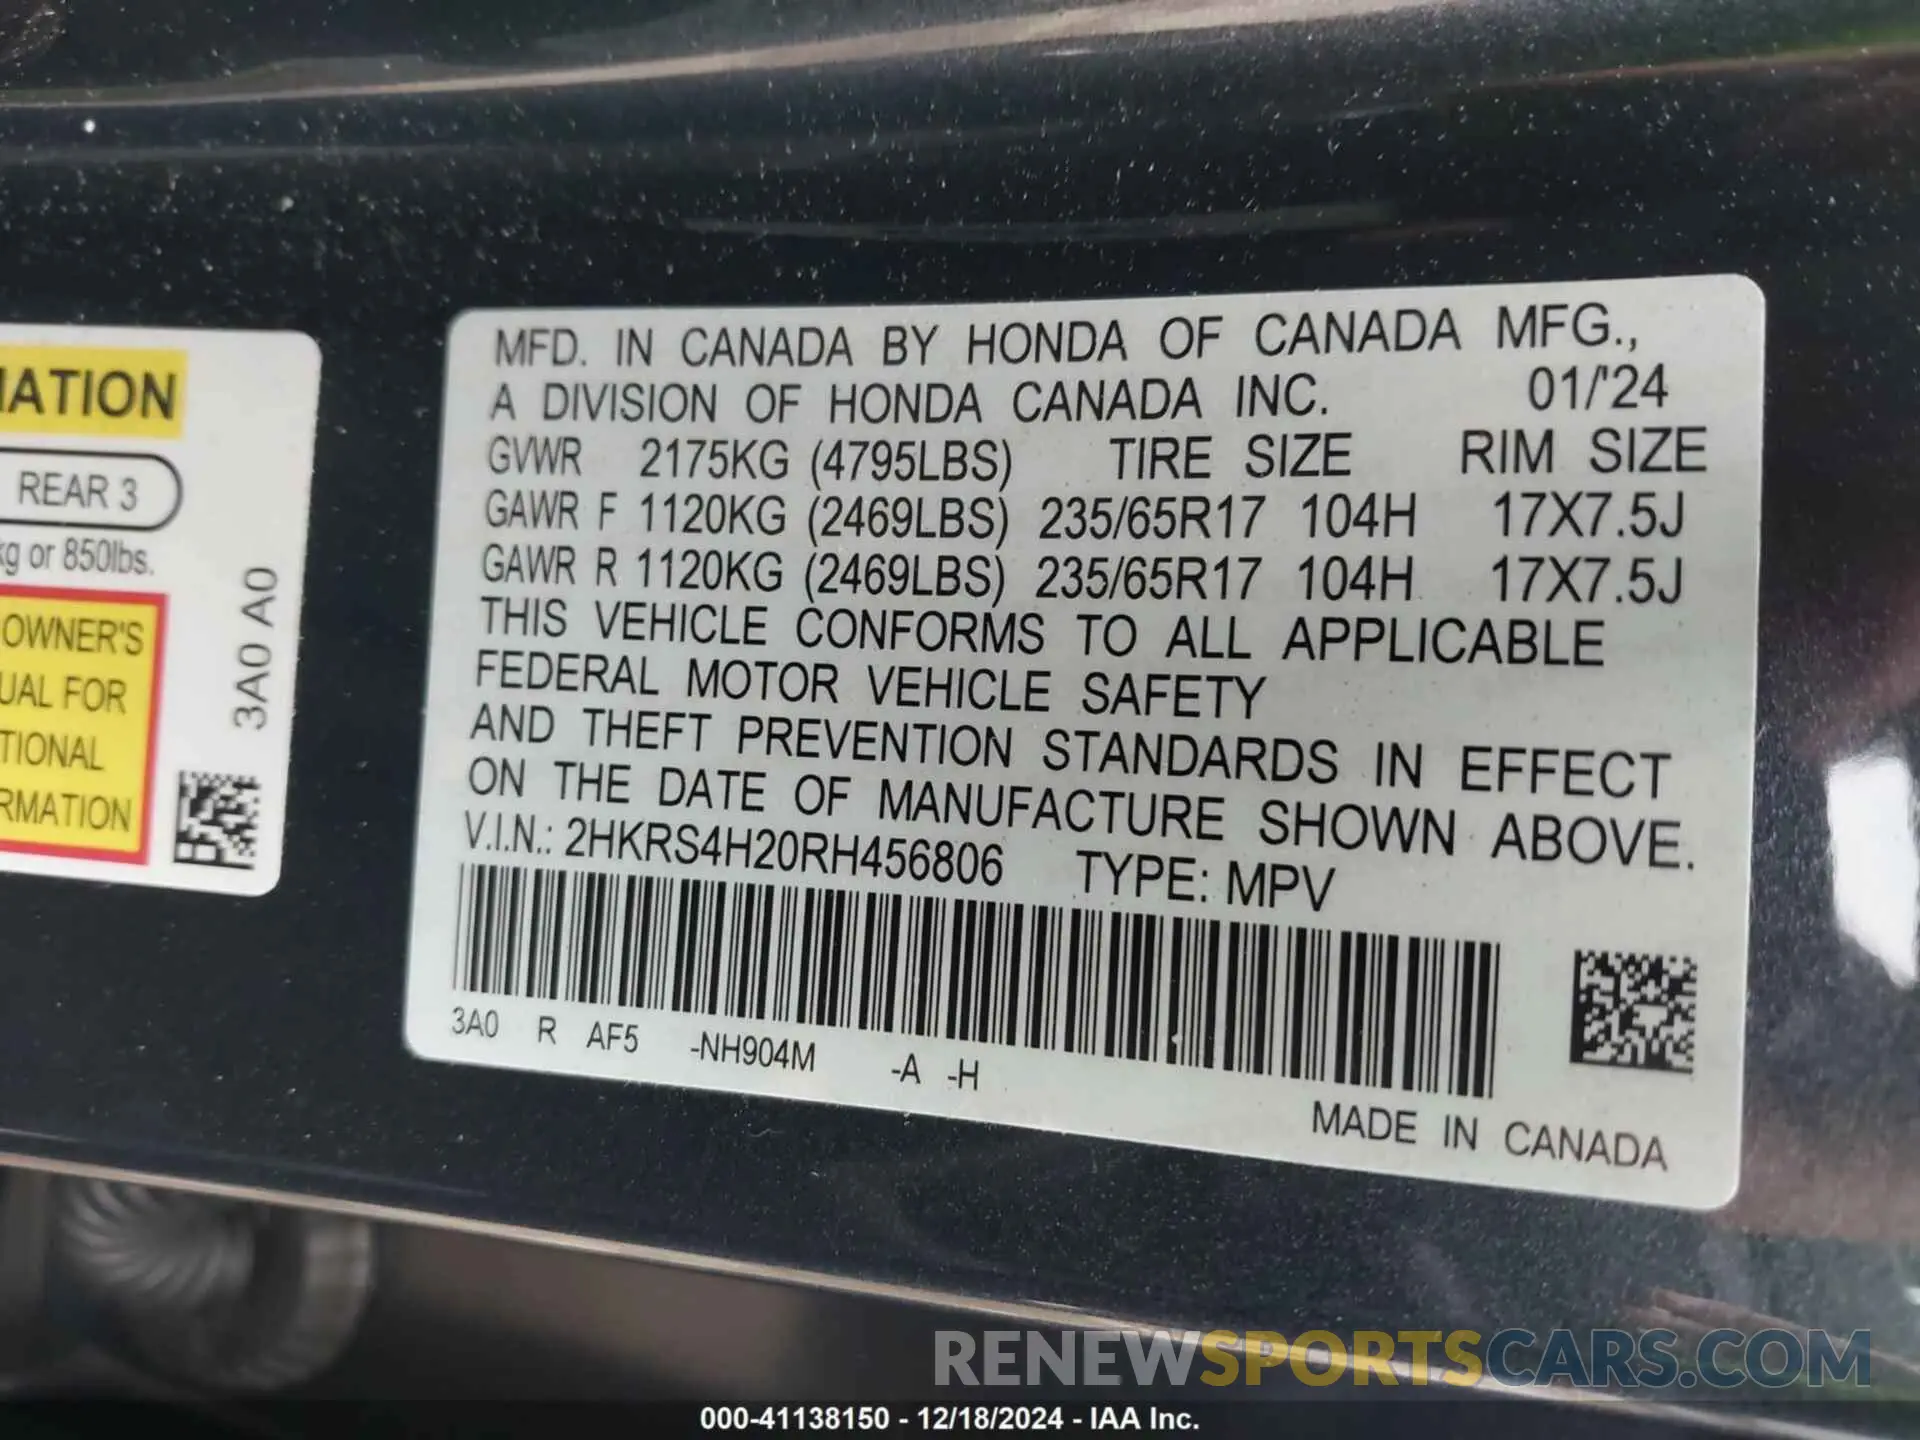 IATION
REAR 3
kg or 850lbs.
OWNER'S
UAL FOR
TIONAL
RMATION
3A0 A0
MFD. IN CANADA BY HONDA OF CANADA MFG.,
A DIVISION OF HONDA CANADA INC. 01/'24
GVWR 2175KG (4795LBS) TIRE SIZE RIM SIZE
GAWR F 1120KG (2469LBS) 235/65R17 104H 17X7.5J
GAWR R 1120KG (2469LBS) 235/65R17 104H 17X7.5J
THIS VEHICLE CONFORMS TO ALL APPLICABLE
FEDERAL MOTOR VEHICLE SAFETY
AND THEFT PREVENTION STANDARDS IN EFFECT
ON THE DATE OF MANUFACTURE SHOWN ABOVE.
V.I.N.: 2HKRS4H20RH456806 TYPE: MPV
3A0 R AF5 -NH904M -A -H
MADE IN CANADA
RENEWSPORTSCARS.COM
000-41138150 - 12/18/2024 - IAA Inc.